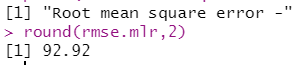 [1] "Root mean square error -"
> round(rmse.mlr,2)
[1] 92.92